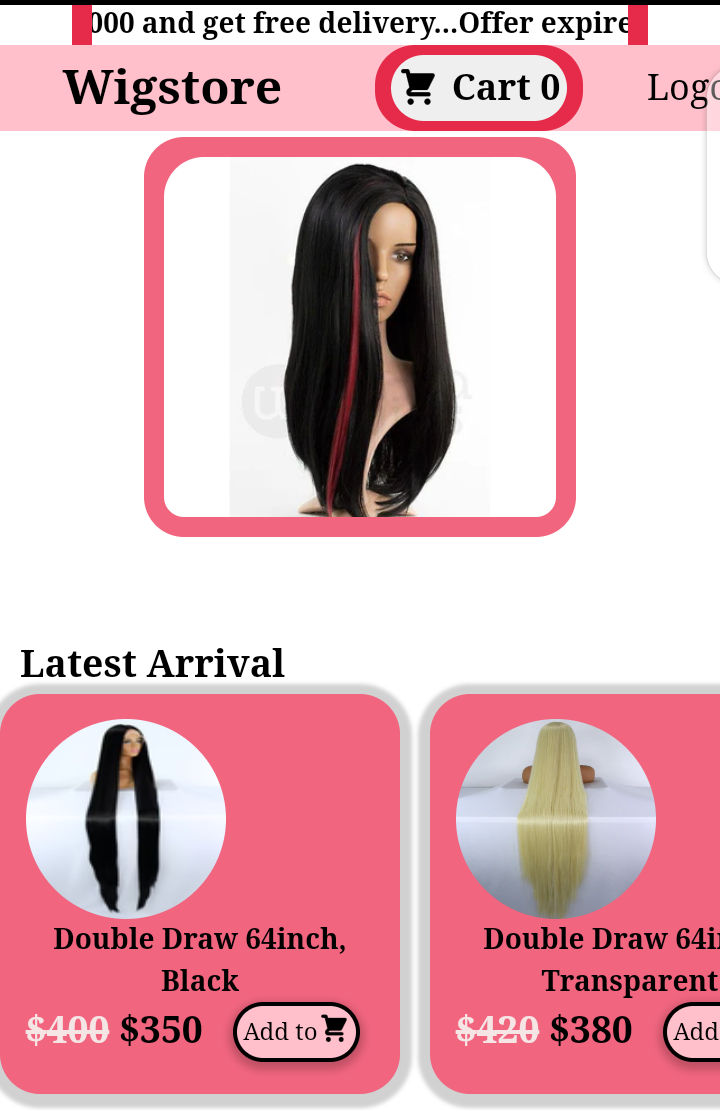 000 and get free delivery...Offer expire
Wigstore
Cart 0
Logo
Latest Arrival
Double Draw 64inch,
Black
$400 $350 Add to
Double Draw 64in
Transparent
$420 $380 Add